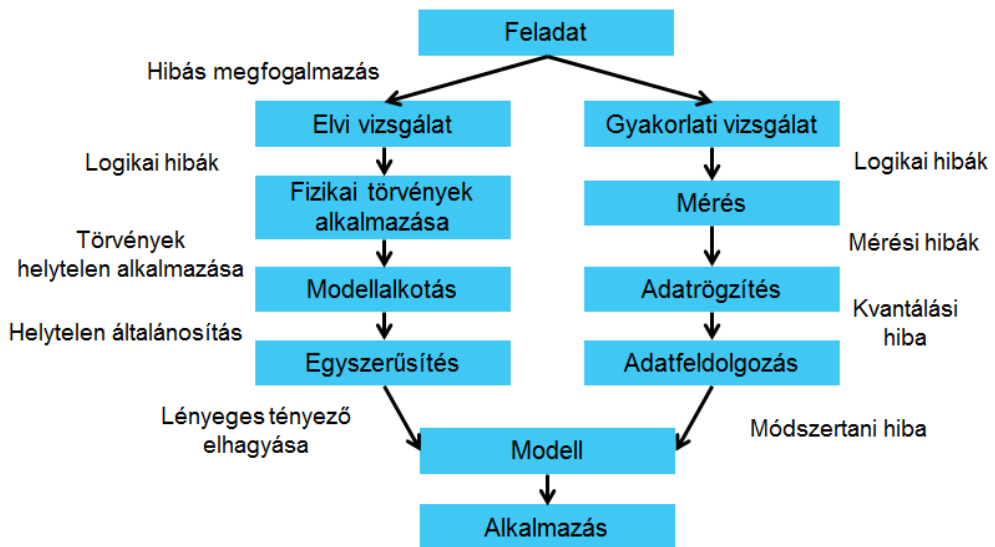 Feladat
Hibás megfogalmazás
Elvi vizsgálat
Gyakorlati vizsgálat
Logikai hibák
Logikai hibák
Fizikai törvények
alkalmazása
Mérés
Törvények
helytelen alkalmazása
Mérési hibák
Modellalkotás
Adatrögzítés
Helytelen általánosítás
Kvantálási
hiba
Egyszerűsítés
Adatfeldolgozás
Lényeges tényező
elhagyása
Módszertani hiba
Modell
Alkalmazás